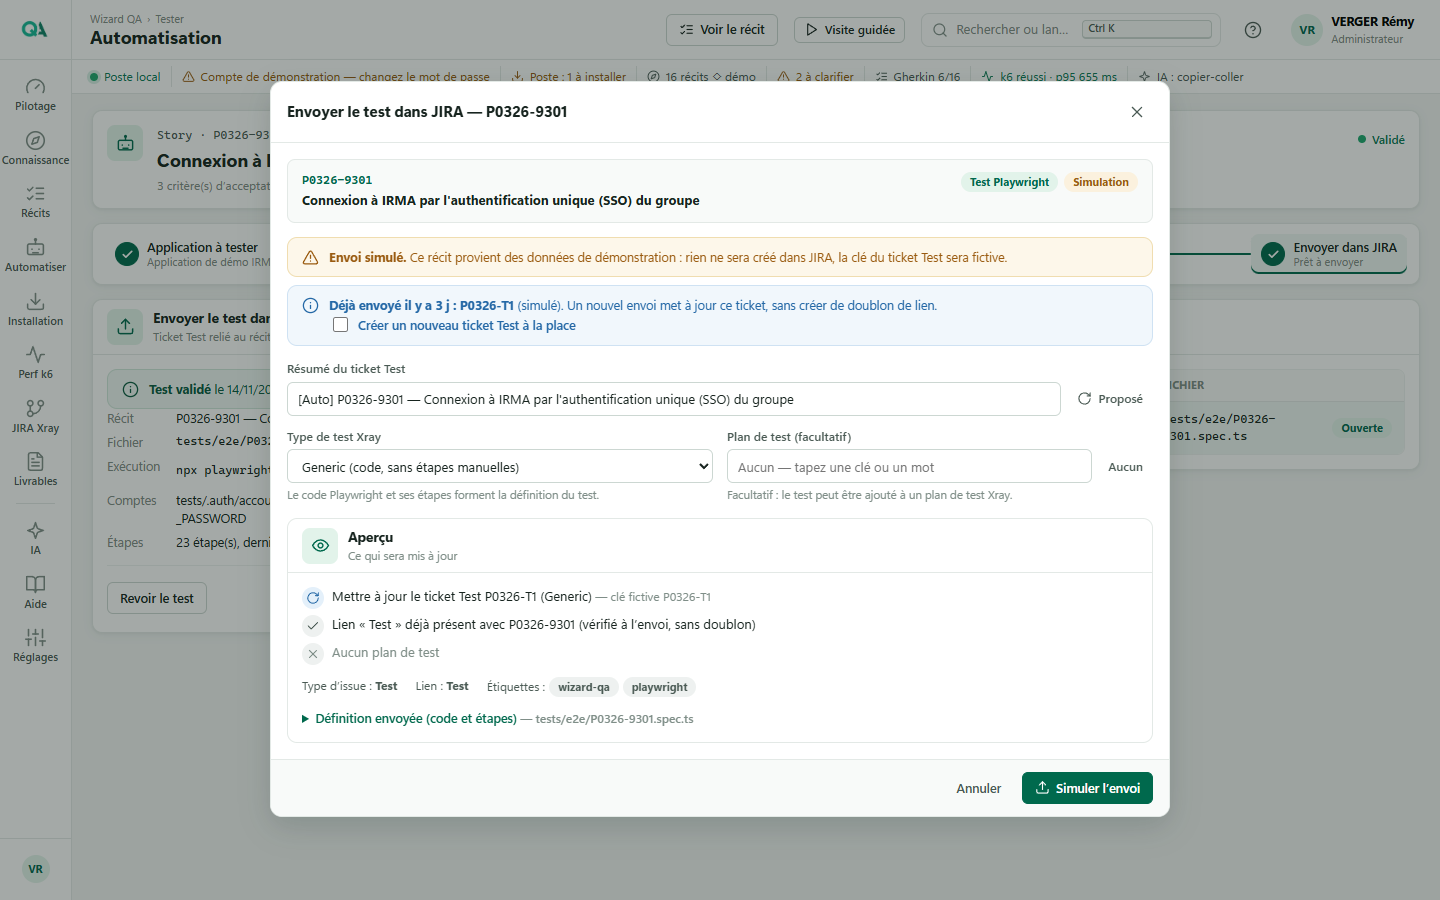 QA
Wizard QA › Tester
Automatisation
Voir le récit
Visite guidée
Rechercher ou lan...
Ctrl K
VR
VERGER Rémy
Administrateur
Poste local
Compte de démonstration — changez le mot de passe
Poste : 1 à installer
16 récits ◇ démo
2 à clarifier
Gherkin 6/16
k6 réussi · p95 655 ms
IA : copier-coller
Pilotage
Connaissance
Récits
Automatiser
Installation
Perf k6
JIRA Xray
Livrables
IA
Aide
Réglages
VR
Story · P0326-93
Connexion à
3 critère(s) d'acceptat
Validé
Application à tester
Application de démo IRM
Envoyer dans JIRA
Prêt à envoyer
Envoyer le test dan
Ticket Test relié au récit
Test validé le 14/11/20
Récit
P0326-9301 — Co
Fichier
tests/e2e/P032
Exécution
npx playwright
Comptes
tests/.auth/accou
_PASSWORD
Étapes
23 étape(s), derni
Revoir le test
ICHIER
ests/e2e/P0326-
301.spec.ts
Ouverte
Envoyer le test dans JIRA — P0326-9301
P0326-9301
Connexion à IRMA par l'authentification unique (SSO) du groupe
Test Playwright
Simulation
Envoi simulé. Ce récit provient des données de démonstration : rien ne sera créé dans JIRA, la clé du ticket Test sera fictive.
Déjà envoyé il y a 3 j : P0326-T1 (simulé). Un nouvel envoi met à jour ce ticket, sans créer de doublon de lien.
Créer un nouveau ticket Test à la place
Résumé du ticket Test
[Auto] P0326-9301 — Connexion à IRMA par l'authentification unique (SSO) du groupe
Proposé
Type de test Xray
Generic (code, sans étapes manuelles)
Le code Playwright et ses étapes forment la définition du test.
Plan de test (facultatif)
Aucun — tapez une clé ou un mot
Aucun
Facultatif : le test peut être ajouté à un plan de test Xray.
Aperçu
Ce qui sera mis à jour
Mettre à jour le ticket Test P0326-T1 (Generic) — clé fictive P0326-T1
Lien « Test » déjà présent avec P0326-9301 (vérifié à l'envoi, sans doublon)
Aucun plan de test
Type d'issue : Test
Lien : Test
Étiquettes : wizard-qa playwright
Définition envoyée (code et étapes) — tests/e2e/P0326-9301.spec.ts
Annuler
Simuler l'envoi